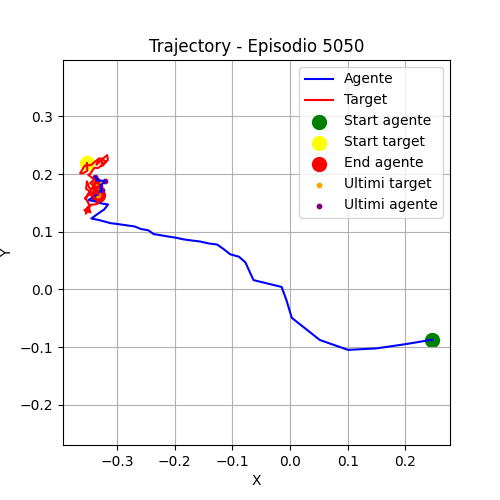 Trajectory - Episodio 5050
Agente
Target
Start agente
Start target
End agente
Ultimi target
Ultimi agente
0.3
0.2
0.1
0.0
−0.1
−0.2
Y
−0.3
−0.2
−0.1
0.0
0.1
0.2
X